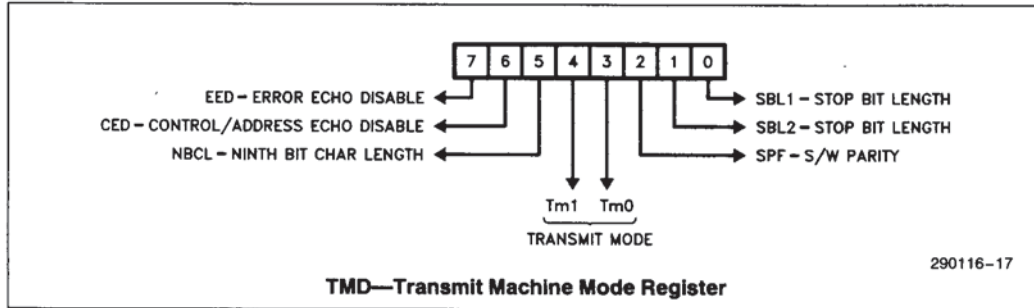 7 6 5 4 3 2 1 0
EED – ERROR ECHO DISABLE
SBL1 – STOP BIT LENGTH
CED – CONTROL/ADDRESS ECHO DISABLE
SBL2 – STOP BIT LENGTH
NBCL – NINTH BIT CHAR LENGTH
SPF – S/W PARITY
Tm1 Tm0
TRANSMIT MODE
290116–17
TMD—Transmit Machine Mode Register